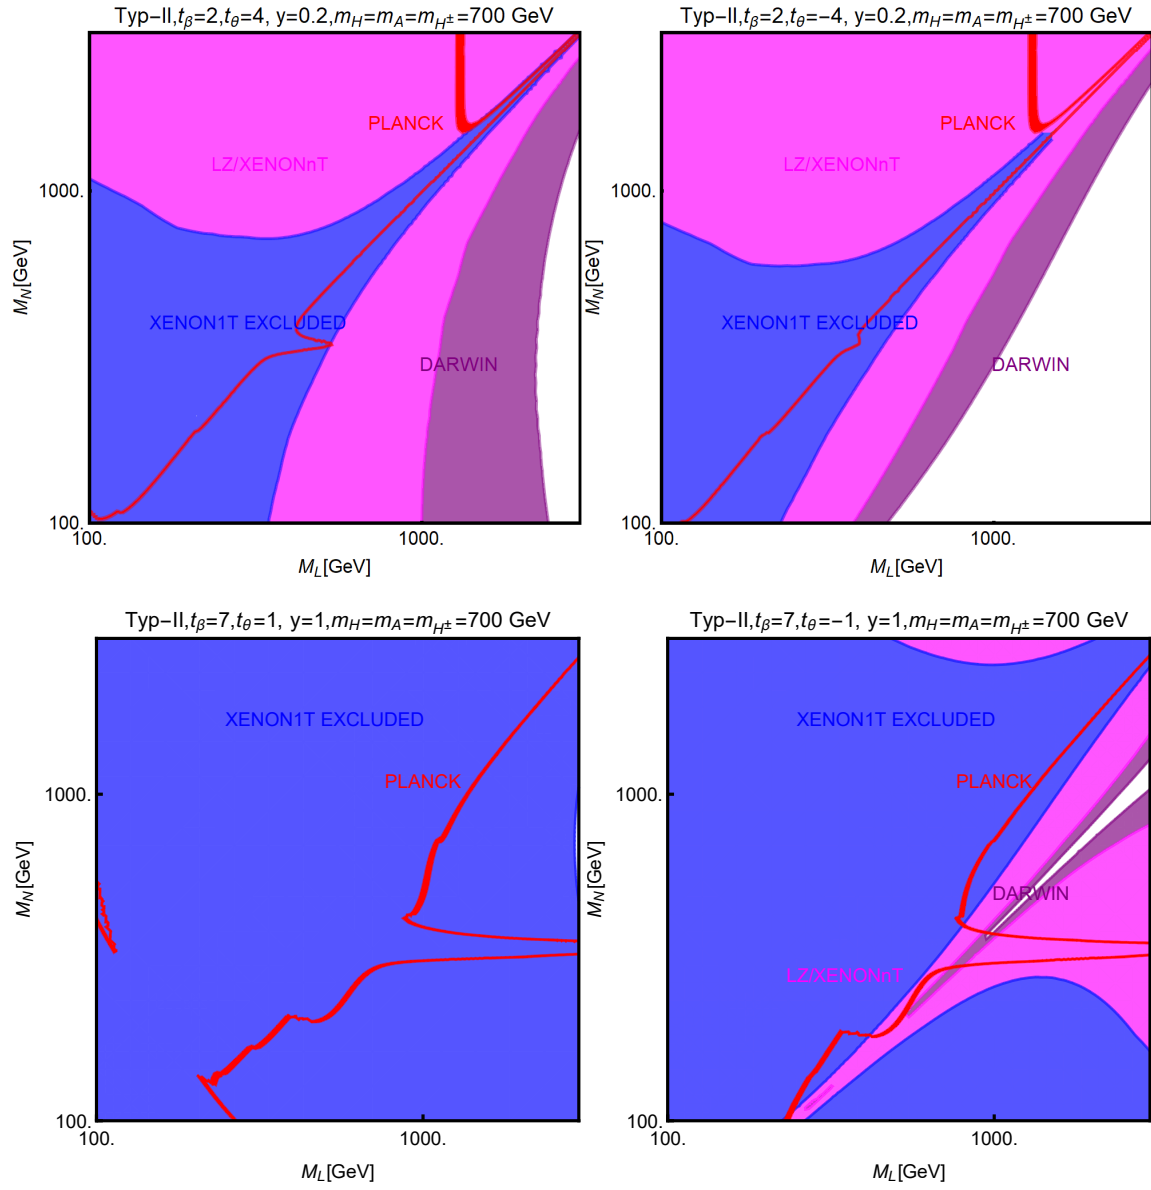 Typ-II,tβ=2,tθ=4, y=0.2,mH=mA=mH±=700 GeV
PLANCK
LZ/XENONnT
1000.
MN[GeV]
XENON1T EXCLUDED
DARWIN
100.
100.
1000.
ML[GeV]
Typ-II,tβ=2,tθ=-4, y=0.2,mH=mA=mH±=700 GeV
PLANCK
LZ/XENONnT
1000.
MN[GeV]
XENON1T EXCLUDED
DARWIN
100.
100.
1000.
ML[GeV]
Typ-II,tβ=7,tθ=1, y=1,mH=mA=mH±=700 GeV
XENON1T EXCLUDED
PLANCK
1000.
MN[GeV]
100.
100.
1000.
ML[GeV]
Typ-II,tβ=7,tθ=-1, y=1,mH=mA=mH±=700 GeV
XENON1T EXCLUDED
PLANCK
1000.
MN[GeV]
DARWIN
LZ/XENONnT
100.
100.
1000.
ML[GeV]